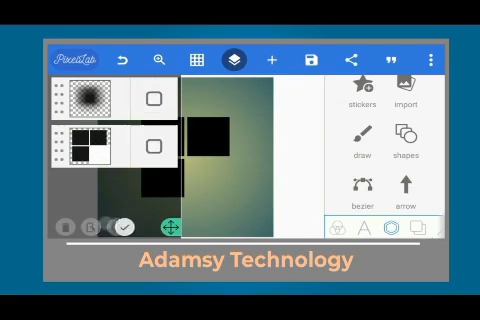 PixelLab
stickers
import
draw
shapes
bezier
arrow
Adamsy Technology